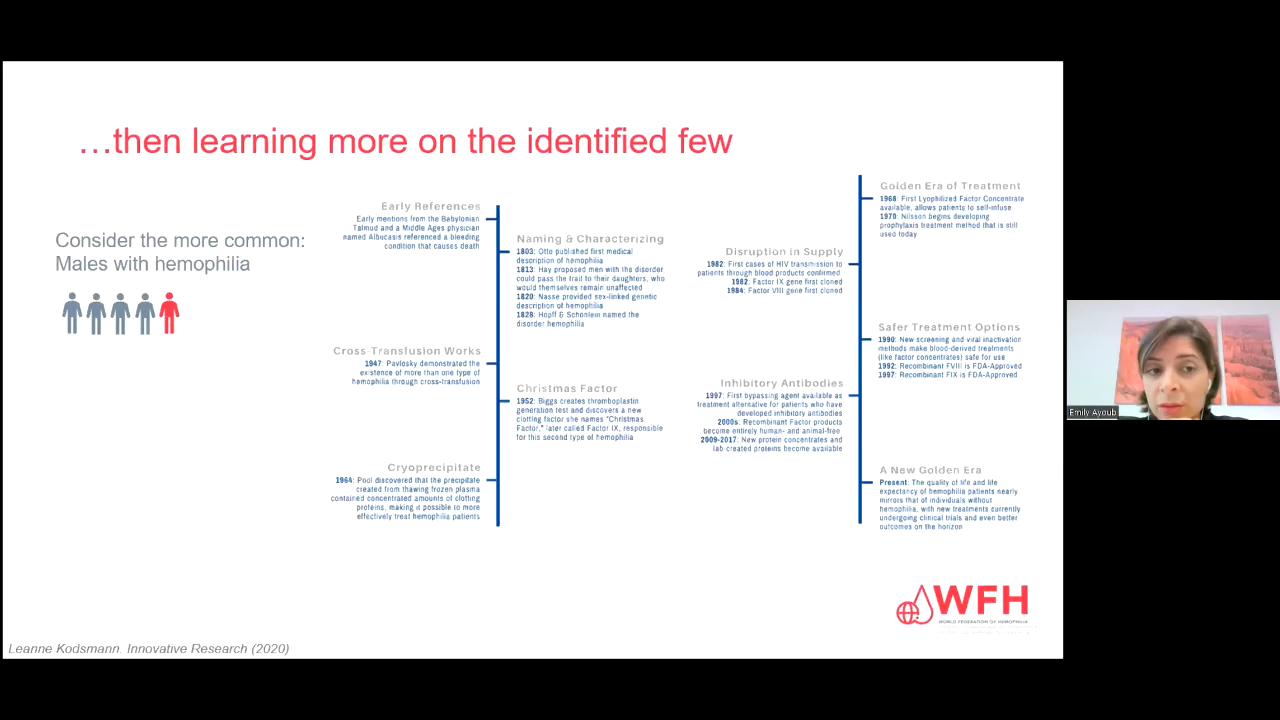 …then learning more on the identified few
Consider the more common:
Males with hemophilia
Early References
Early mentions from the Babylonian
Talmud and a Middle Ages physician
named Albucasis referenced a bleeding
condition that causes death
Naming & Characterizing
1803: Otto published first medical
description of hemophilia
1813: Hay proposed men with the disorder
could pass the trait to their daughters, who
would themselves remain unaffected
1820: Nasse provided sex-linked genetic
description of hemophilia
1828: Hopff & Schonlein named the
disorder hemophilia
Cross-Transfusion Works
1947: Pavlosky demonstrated the
existence of more than one type of
hemophilia through cross-transfusion
Christmas Factor
1952: Biggs creates thromboplastin
generation test and discovers a new
clotting factor she names "Christmas
Factor," later called Factor IX, responsible
for this second type of hemophilia
Cryoprecipitate
1964: Pool discovered that the precipitate
created from thawing frozen plasma
contained concentrated amounts of clotting
proteins, making it possible to more
effectively treat hemophilia patients
Golden Era of Treatment
1968: First Lyophilized Factor Concentrate
available, allows patients to self-infuse
1970: Nilsson begins developing
prophylaxis treatment method that is still
used today
Disruption in Supply
1982: First cases of HIV transmission to
patients through blood products confirmed
1982: Factor IX gene first cloned
1984: Factor VIII gene first cloned
Safer Treatment Options
1990: New screening and viral inactivation
methods make blood-derived treatments
(like factor concentrates) safe for use
1992: Recombinant FVIII is FDA-Approved
1997: Recombinant FIX is FDA-Approved
Inhibitory Antibodies
1997: First bypassing agent available as
treatment alternative for patients who have
developed inhibitory antibodies
2000s: Recombinant Factor products
become entirely human- and animal-free
2009-2017: New protein concentrates and
lab-created proteins become available
A New Golden Era
Present: The quality of life and life
expectancy of hemophilia patients nearly
mirrors that of individuals without
hemophilia, with new treatments currently
undergoing clinical trials and even better
outcomes on the horizon
WFH
WORLD FEDERATION OF HEMOPHILIA
Leanne Kodsmann. Innovative Research (2020)
Emily Ayoub